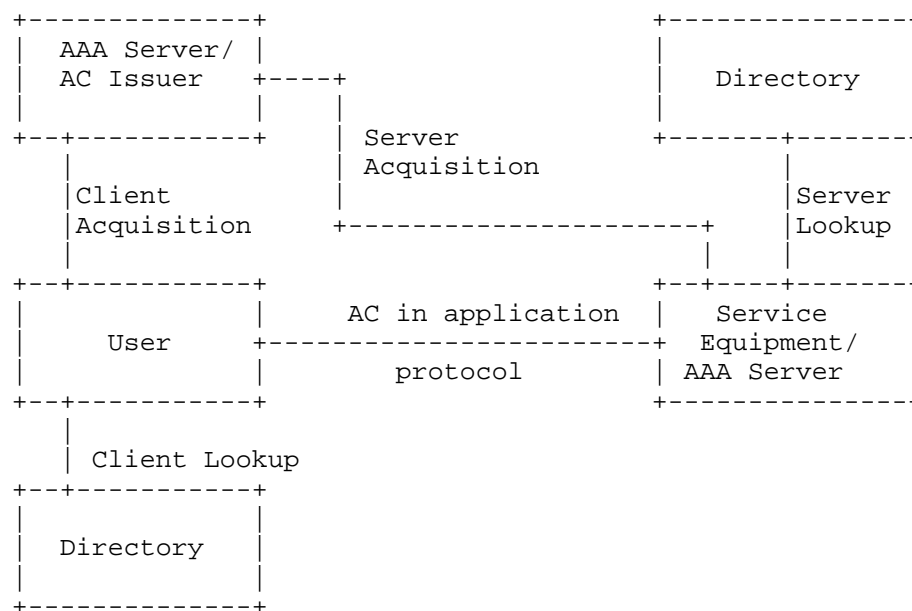 AAA Server/
AC Issuer
Directory
Server
Acquisition
Client
Acquisition
Server
Lookup
User
AC in application
protocol
Service
Equipment/
AAA Server
Client Lookup
Directory